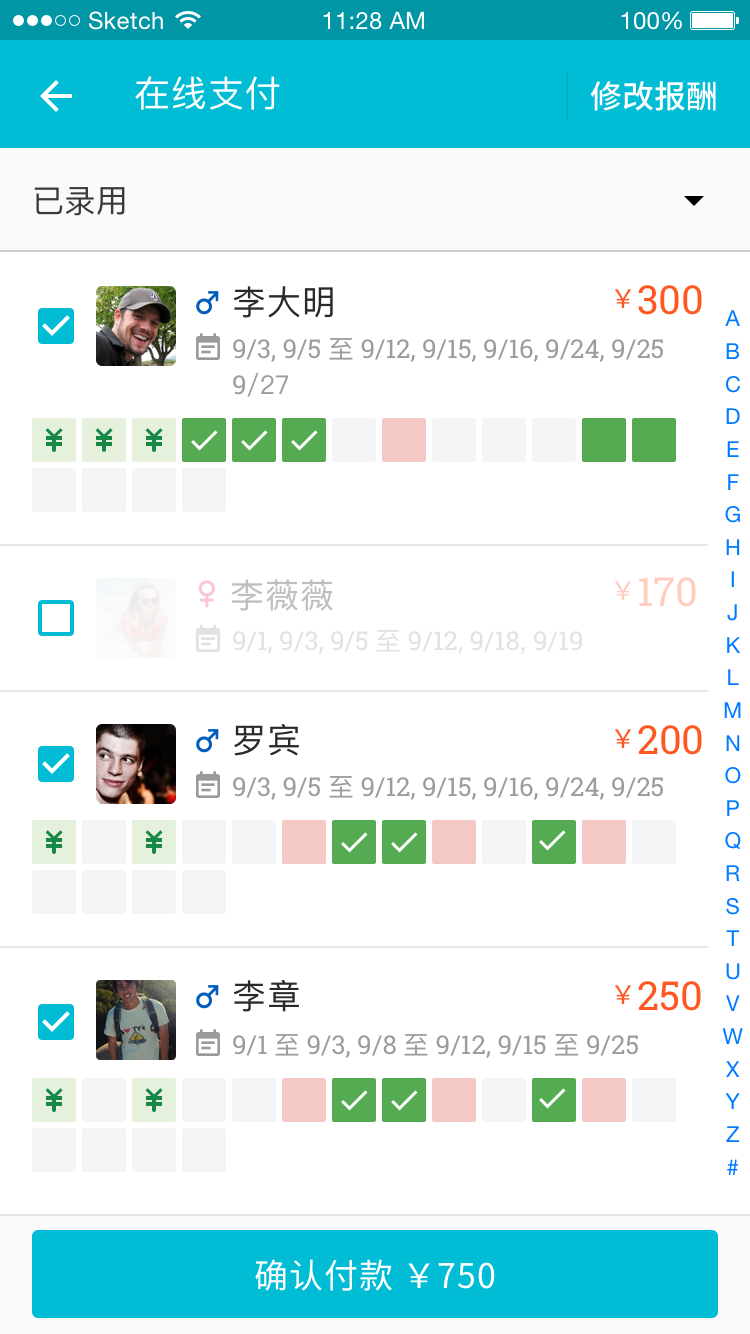 Sketch 11:28 AM 100%
在线支付 修改报酬
已录用
李大明 ¥300
9/3, 9/5 至 9/12, 9/15, 9/16, 9/24, 9/25
9/27
¥ ¥ ¥
李薇薇 ¥170
9/1, 9/3, 9/5 至 9/12, 9/18, 9/19
罗宾 ¥200
9/3, 9/5 至 9/12, 9/15, 9/16, 9/24, 9/25
¥ ¥
李章 ¥250
9/1 至 9/3, 9/8 至 9/12, 9/15 至 9/25
¥ ¥
A
B
C
D
E
F
G
H
I
J
K
L
M
N
O
P
Q
R
S
T
U
V
W
X
Y
Z
#
确认付款 ¥750